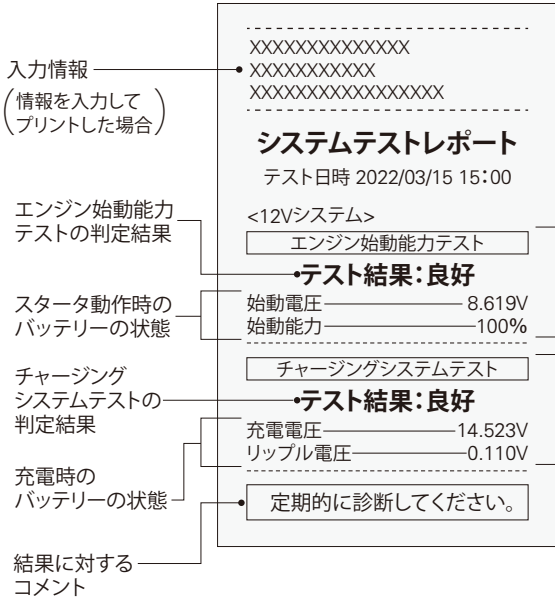 入力情報
(情報を入力して
プリントした場合)
エンジン始動能力
テストの判定結果
スタータ動作時の
バッテリーの状態
チャージング
システムテストの
判定結果
充電時の
バッテリーの状態
結果に対する
コメント
XXXXXXXXXXXXXX
XXXXXXXXXXX
XXXXXXXXXXXXXXXXX
システムテストレポート
テスト日時 2022/03/15 15:00
<12Vシステム>
エンジン始動能力テスト
テスト結果:良好
始動電圧 8.619V
始動能力 100%
チャージングシステムテスト
テスト結果:良好
充電電圧 14.523V
リップル電圧 0.110V
定期的に診断してください。